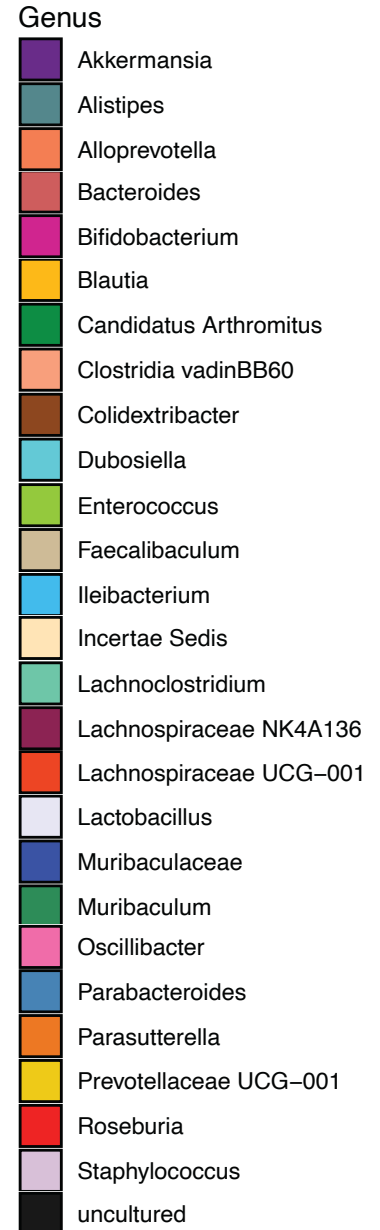 Genus
Akkermansia
Alistipes
Alloprevotella
Bacteroides
Bifidobacterium
Blautia
Candidatus Arthromitus
Clostridia vadinBB60
Colidextribacter
Dubosiella
Enterococcus
Faecalibaculum
Ileibacterium
Incertae Sedis
Lachnoclostridium
Lachnospiraceae NK4A136
Lachnospiraceae UCG−001
Lactobacillus
Muribaculaceae
Muribaculum
Oscillibacter
Parabacteroides
Parasutterella
Prevotellaceae UCG−001
Roseburia
Staphylococcus
uncultured